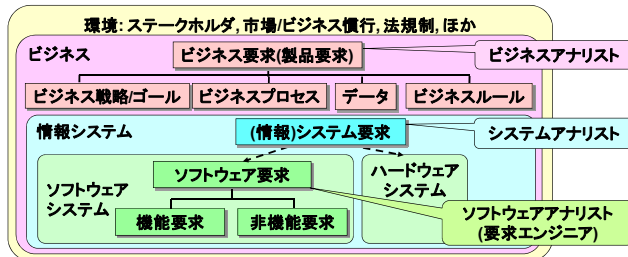 環境: ステークホルダ, 市場/ビジネス慣行, 法規制, ほか
ビジネス
ビジネス要求(製品要求)
ビジネスアナリスト
ビジネス戦略/ゴール
ビジネスプロセス
データ
ビジネスルール
情報システム
(情報)システム要求
システムアナリスト
ソフトウェア
システム
ソフトウェア要求
ハードウェア
システム
機能要求
非機能要求
ソフトウェアアナリスト
(要求エンジニア)